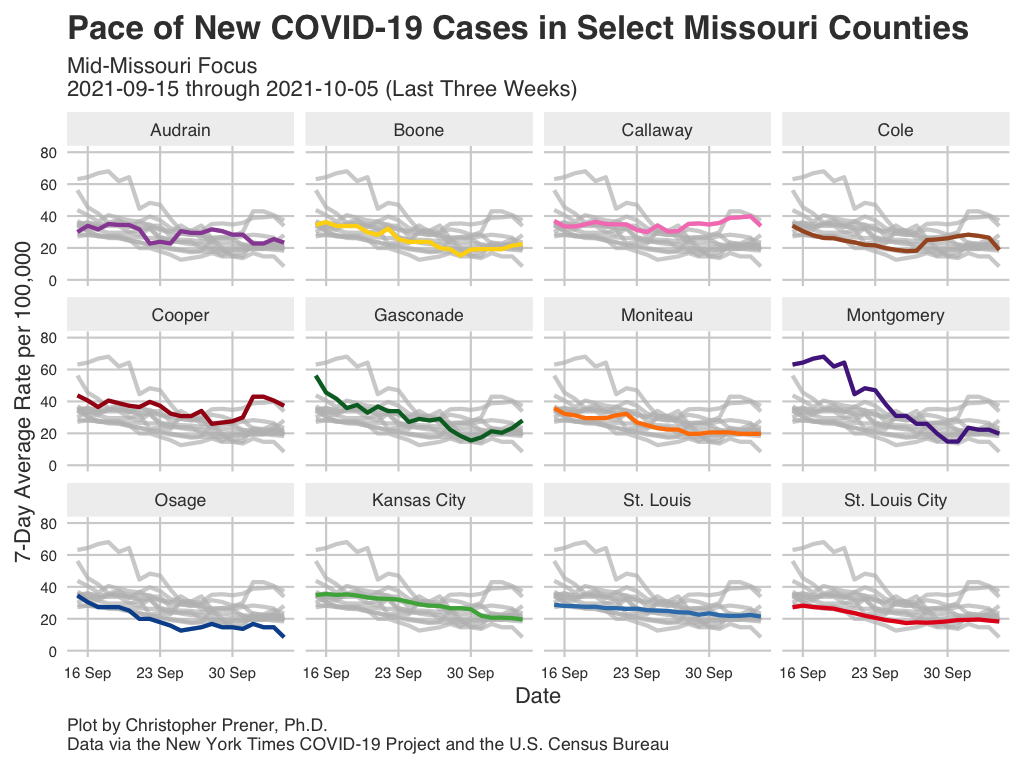 Pace of New COVID-19 Cases in Select Missouri Counties
Mid-Missouri Focus
2021-09-15 through 2021-10-05 (Last Three Weeks)
Audrain Boone Callaway Cole
80
60
40
20
0
Cooper Gasconade Moniteau Montgomery
80
60
40
20
0
Osage Kansas City St. Louis St. Louis City
80
60
40
20
0
7-Day Average Rate per 100,000
16 Sep 23 Sep 30 Sep 16 Sep 23 Sep 30 Sep 16 Sep 23 Sep 30 Sep 16 Sep 23 Sep 30 Sep
Date
Plot by Christopher Prener, Ph.D.
Data via the New York Times COVID-19 Project and the U.S. Census Bureau